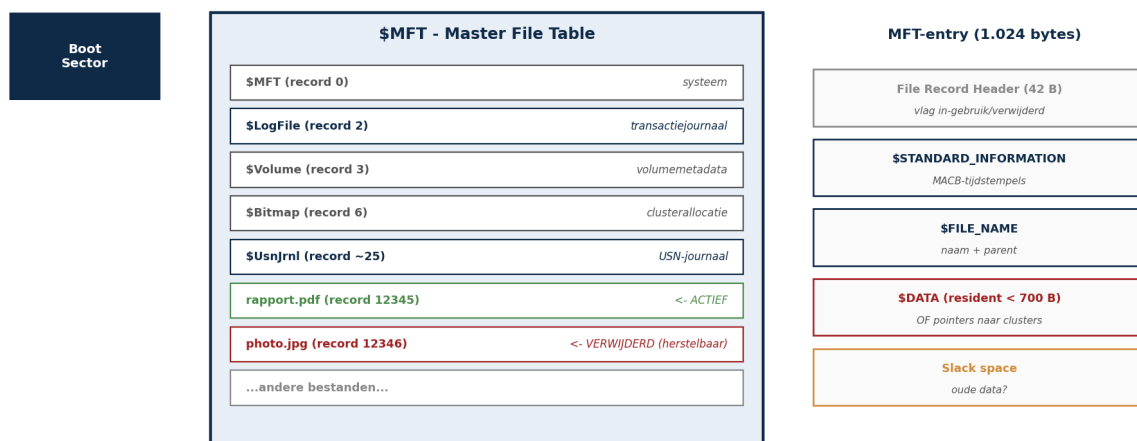 Boot
Sector
$MFT - Master File Table
$MFT (record 0) systeem
$LogFile (record 2) transactiejournaal
$Volume (record 3) volumemetadata
$Bitmap (record 6) clusterallocatie
$UsnJrnl (record ~25) USN-journaal
rapport.pdf (record 12345) <- ACTIEF
photo.jpg (record 12346) <- VERWIJDERD (herstelbaar)
...andere bestanden...
MFT-entry (1.024 bytes)
File Record Header (42 B)
vlag in-gebruik/verwijderd
$STANDARD_INFORMATION
MACB-tijdstempels
$FILE_NAME
naam + parent
$DATA (resident < 700 B)
OF pointers naar clusters
Slack space
oude data?